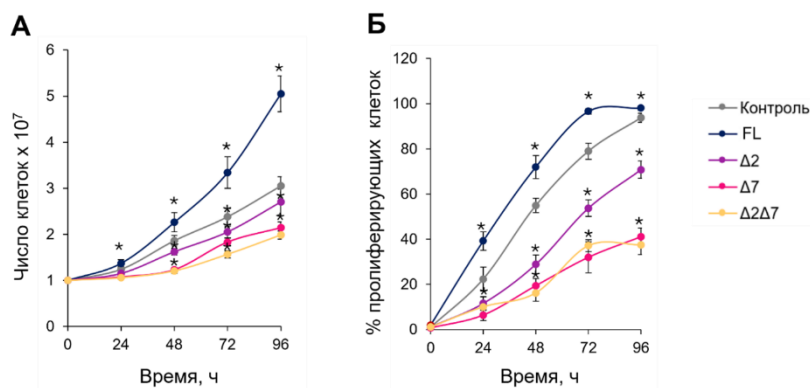 А
Число клеток x 10⁷
6
5
4
3
2
1
0
0 24 48 72 96
Время, ч
* * * * * * * * * *
Б
% пролиферирующих клеток
120
100
80
60
40
20
0
0 24 48 72 96
Время, ч
* * * * * * * * * * *
Контроль
FL
Δ2
Δ7
Δ2Δ7